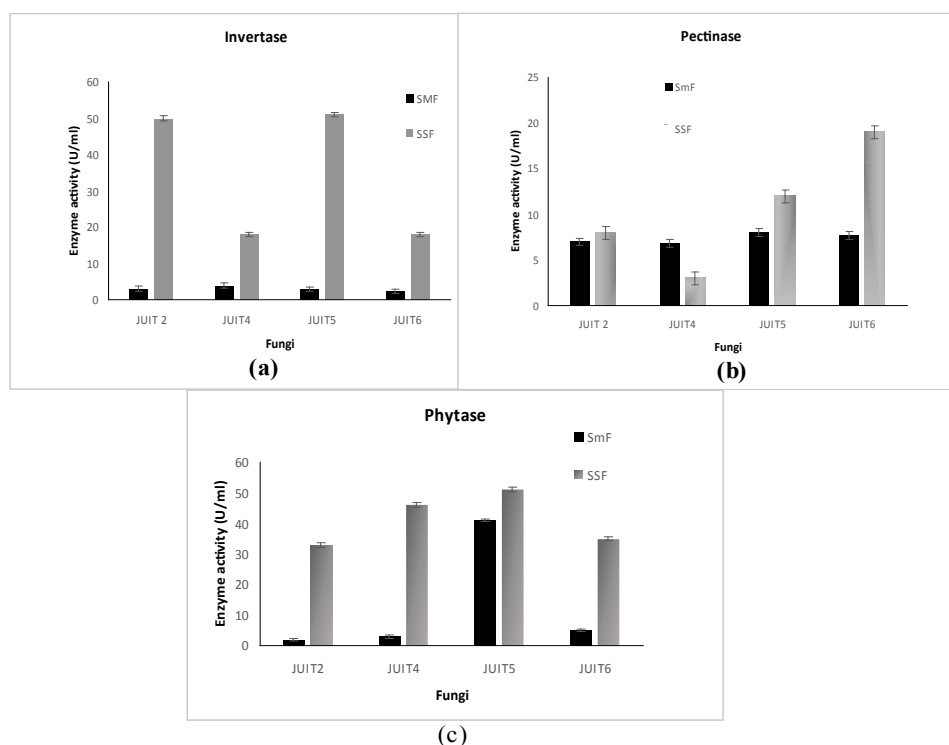 Invertase
Enzyme activity (U/ml)
60
50
40
30
20
10
0
SMF
SSF
JUIT 2 JUIT4 JUIT5 JUIT6
Fungi
(a)
Pectinase
Enzyme activity (U/ml)
25
20
15
10
5
0
SmF
SSF
JUIT 2 JUIT4 JUIT5 JUIT6
Fungi
(b)
Phytase
Enzyme activity (U/ml)
60
50
40
30
20
10
0
SmF
SSF
JUIT2 JUIT4 JUIT5 JUIT6
Fungi
(c)